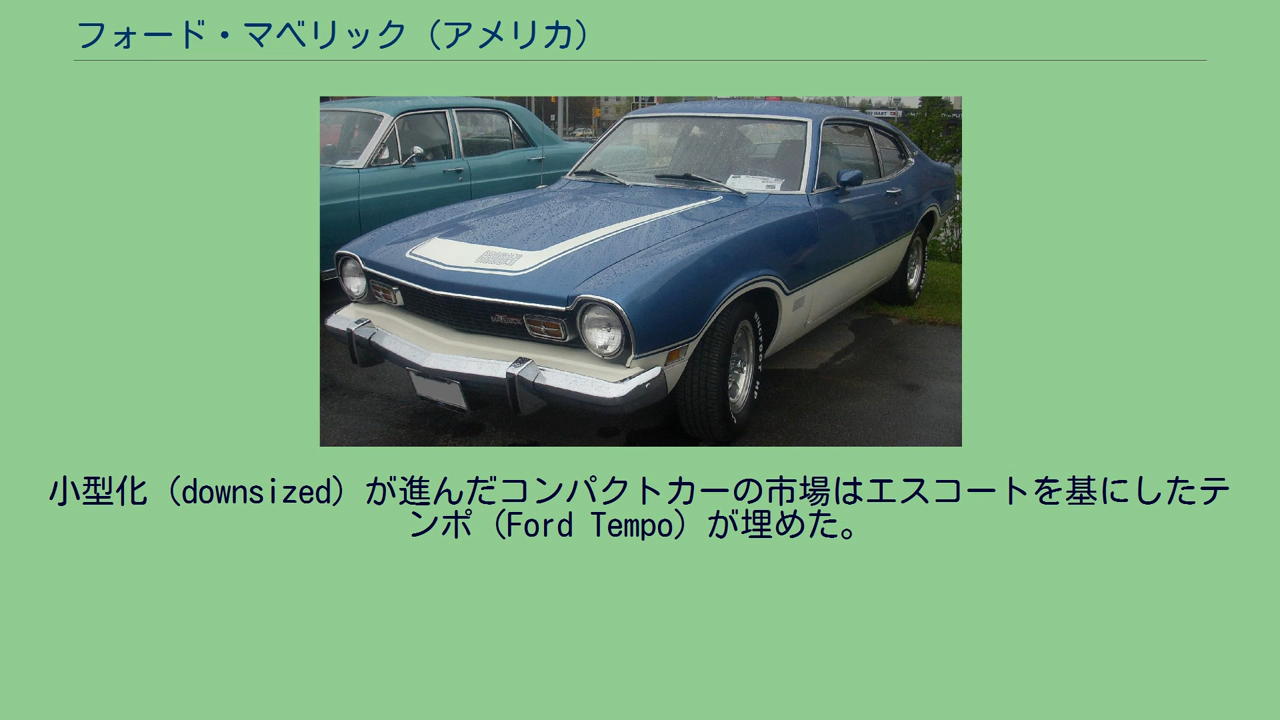 フォード・マベリック（アメリカ）
小型化（downsized）が進んだコンパクトカーの市場はエスコートを基にしたテ
ンポ（Ford Tempo）が埋めた。